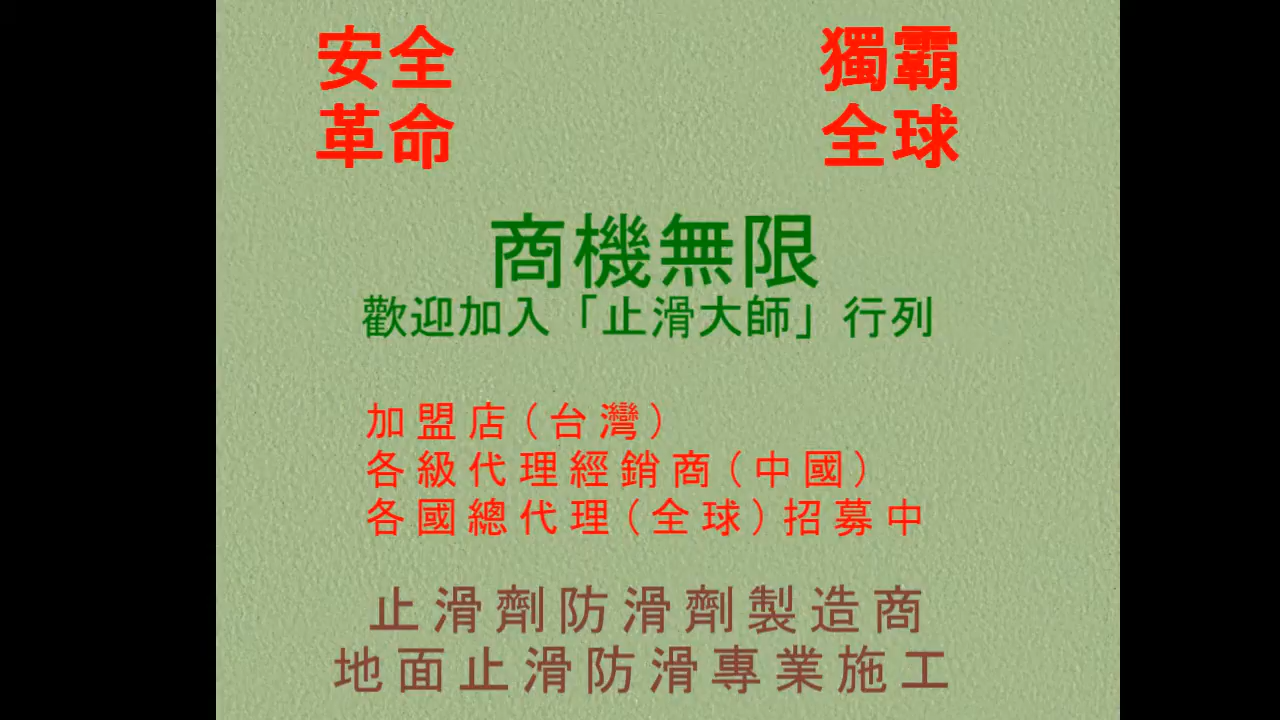 安全
革命
獨霸
全球
商機無限
歡迎加入「止滑大師」行列
加盟店(台灣)
各級代理經銷商(中國)
各國總代理(全球)招募中
止滑劑防滑劑製造商
地面止滑防滑專業施工